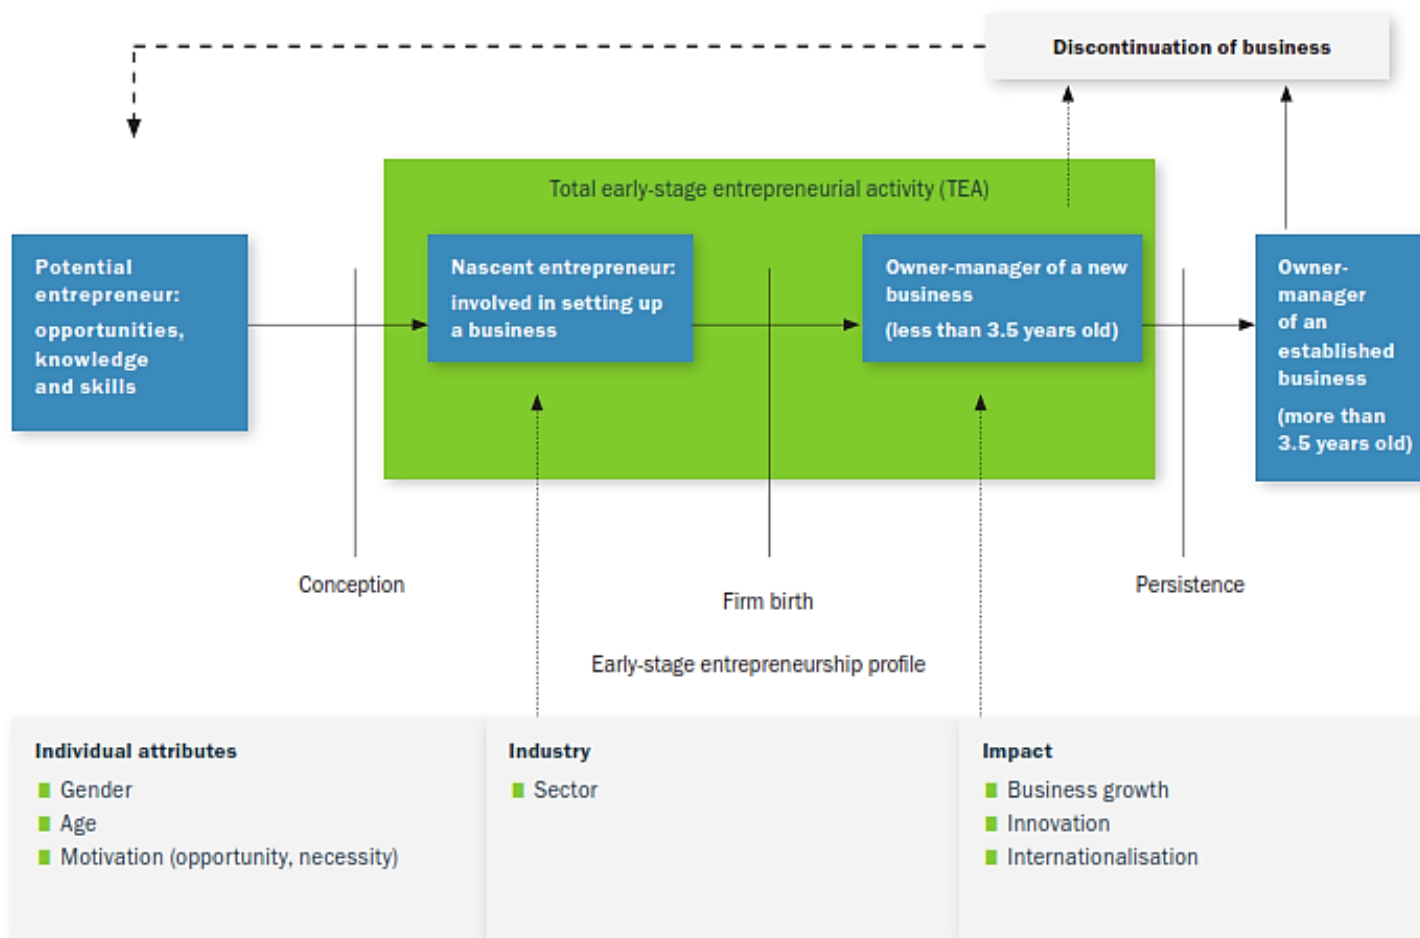 Discontinuation of business
Total early-stage entrepreneurial activity (TEA)
Potential
entrepreneur:
opportunities,
knowledge
and skills
Nascent entrepreneur:
involved in setting up
a business
Owner-manager of a new
business
(less than 3.5 years old)
Owner-
manager
of an
established
business
(more than
3.5 years old)
Conception
Firm birth
Persistence
Early-stage entrepreneurship profile
Individual attributes
Gender
Age
Motivation (opportunity, necessity)
Industry
Sector
Impact
Business growth
Innovation
Internationalisation